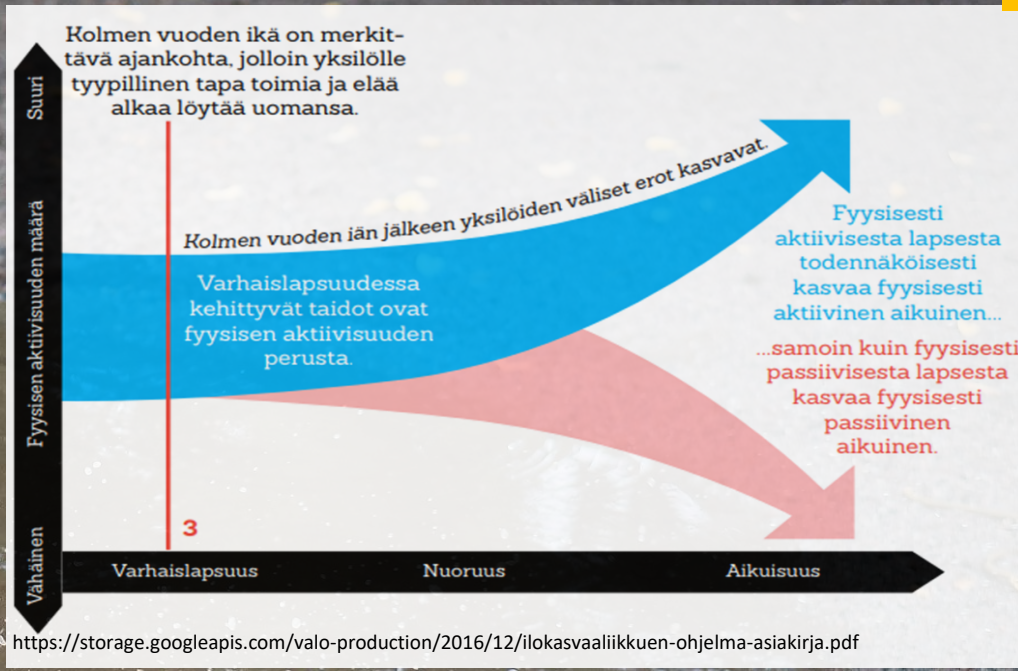 Kolmen vuoden ikä on merkit-
tävä ajankohta, jolloin yksilölle
tyypillinen tapa toimia ja elää
alkaa löytää uomansa.
Suuri
Fyysisen aktiivisuuden määrä
Vähäinen
Kolmen vuoden iän jälkeen yksilöiden väliset erot kasvavat.
Varhaislapsuudessa
kehittyvät taidot ovat
fyysisen aktiivisuuden
perusta.
Fyysisesti
aktiivisesta lapsesta
todennäköisesti
kasvaa fyysisesti
aktiivinen aikuinen...
...samoin kuin fyysisesti
passiivisesta lapsesta
kasvaa fyysisesti
passiivinen
aikuinen.
3
Varhaislapsuus
Nuoruus
Aikuisuus
https://storage.googleapis.com/valo-production/2016/12/ilokasvaaliikkuen-ohjelma-asiakirja.pdf